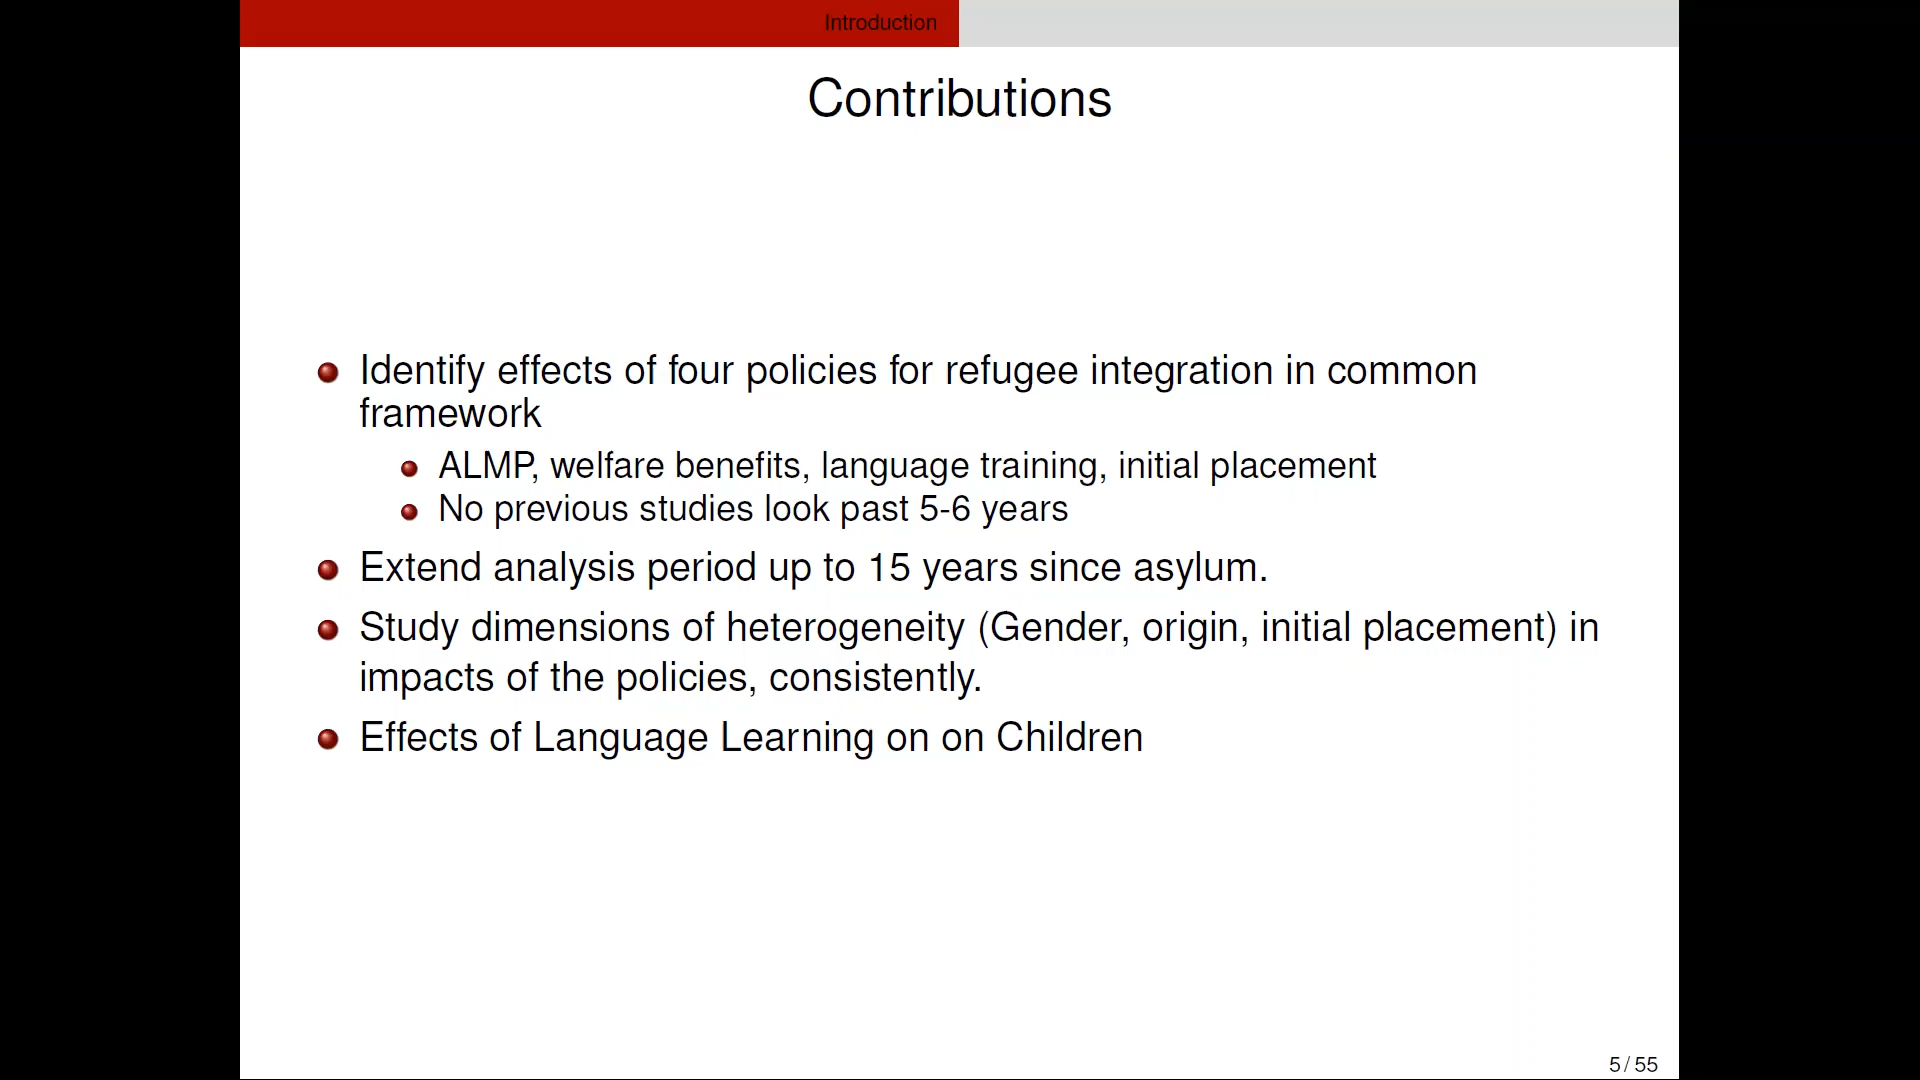 Introduction
Contributions
Identify effects of four policies for refugee integration in common
framework
ALMP, welfare benefits, language training, initial placement
No previous studies look past 5-6 years
Extend analysis period up to 15 years since asylum.
Study dimensions of heterogeneity (Gender, origin, initial placement) in
impacts of the policies, consistently.
Effects of Language Learning on on Children
5 / 55